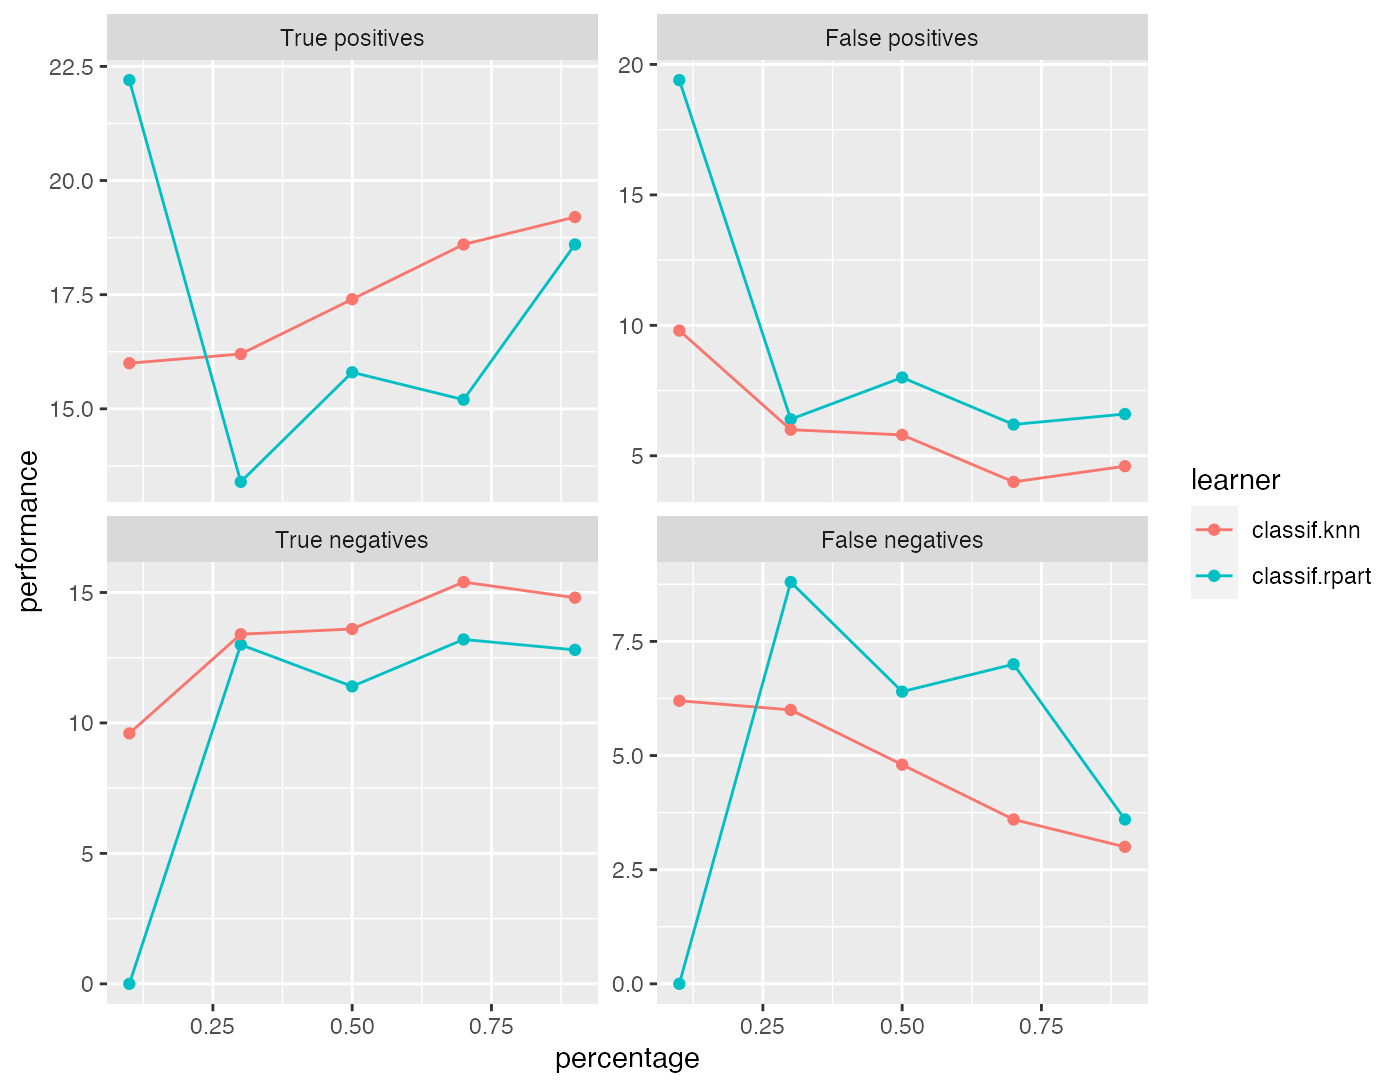 True positives
False positives
22.5
20.0
17.5
15.0
20
15
10
5
True negatives
False negatives
15
10
5
0
7.5
5.0
2.5
0.0
0.25
0.50
0.75
0.25
0.50
0.75
percentage
performance
learner
classif.knn
classif.rpart